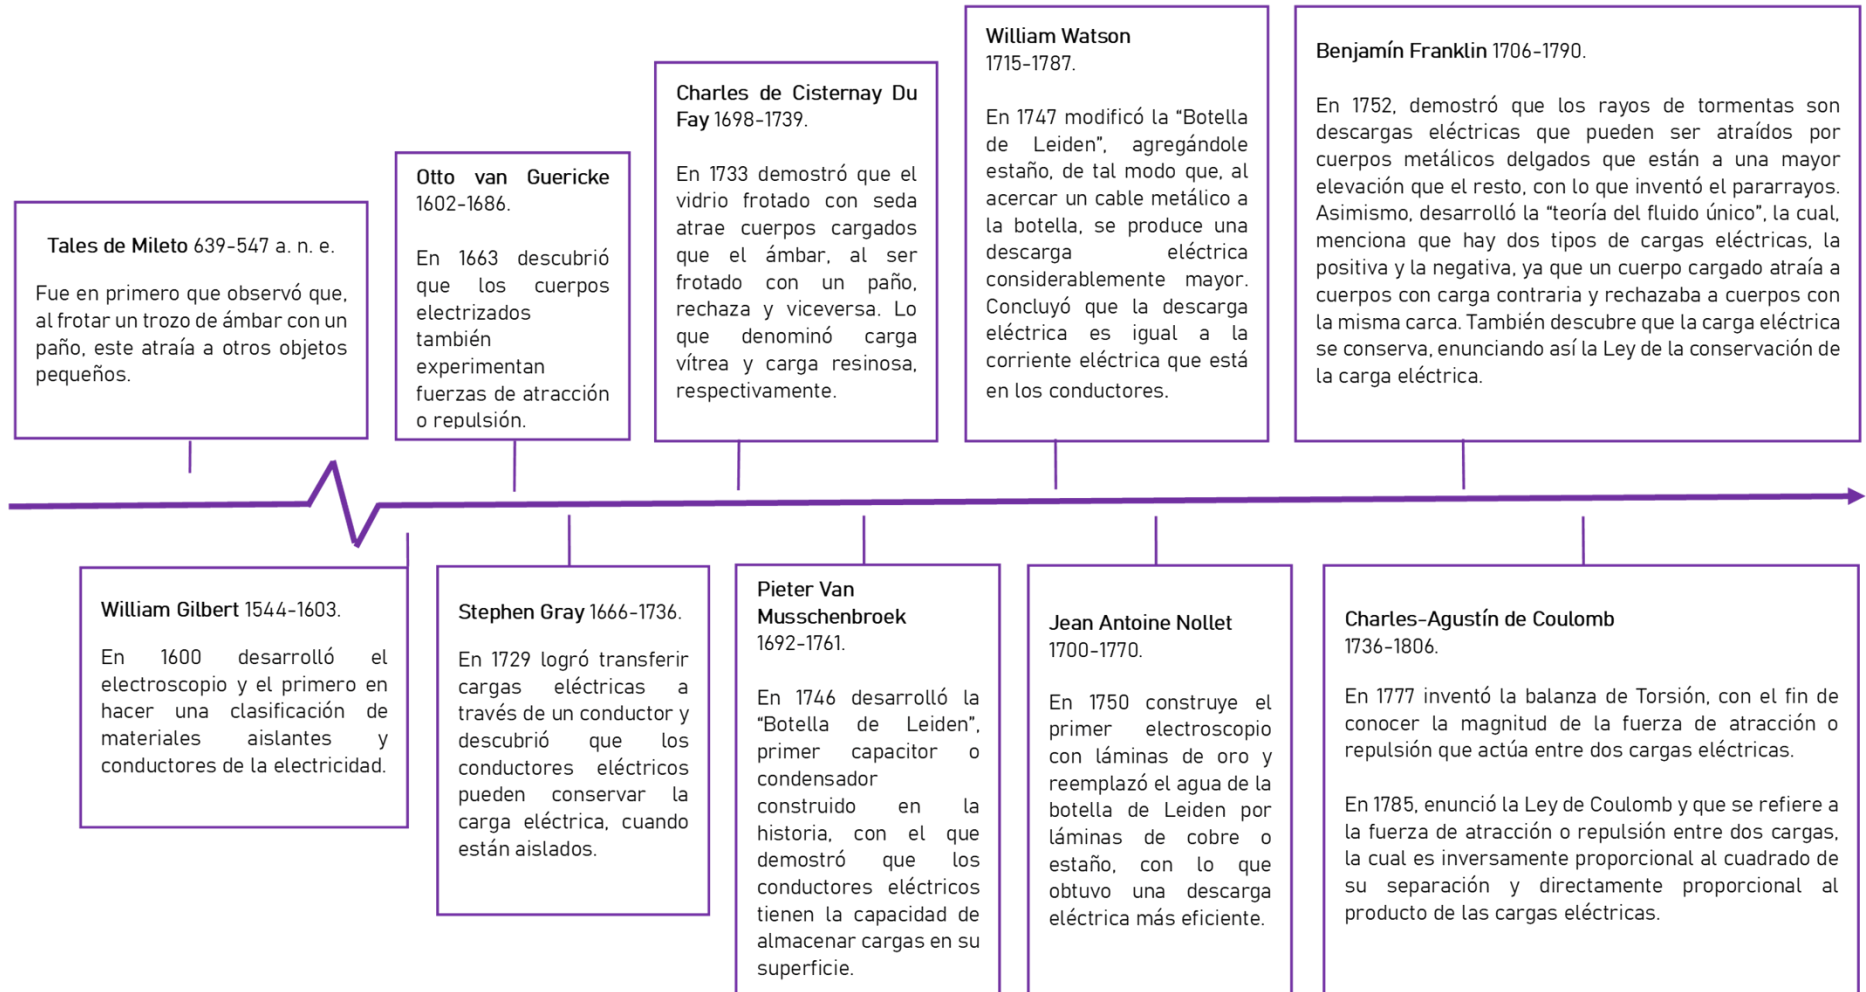 Tales de Mileto 639-547 a. n. e.
Fue en primero que observó que,
al frotar un trozo de ámbar con un
paño, este atraía a otros objetos
pequeños.
Otto van Guericke
1602-1686.
En 1663 descubrió
que los cuerpos
electrizados
también
experimentan
fuerzas de atracción
o repulsión.
Charles de Cisternay Du
Fay 1698-1739.
En 1733 demostró que el
vidrio frotado con seda
atrae cuerpos cargados
que el ámbar, al ser
frotado con un paño,
rechaza y viceversa. Lo
que denominó carga
vítrea y carga resinosa,
respectivamente.
William Watson
1715-1787.
En 1747 modificó la “Botella
de Leiden”, agregándole
estaño, de tal modo que, al
acercar un cable metálico a
la botella, se produce una
descarga eléctrica
considerablemente mayor.
Concluyó que la descarga
eléctrica es igual a la
corriente eléctrica que está
en los conductores.
Benjamín Franklin 1706-1790.
En 1752, demostró que los rayos de tormentas son
descargas eléctricas que pueden ser atraídos por
cuerpos metálicos delgados que están a una mayor
elevación que el resto, con lo que inventó el pararrayos.
Asimismo, desarrolló la “teoría del fluido único”, la cual,
menciona que hay dos tipos de cargas eléctricas, la
positiva y la negativa, ya que un cuerpo cargado atraía a
cuerpos con carga contraria y rechazaba a cuerpos con
la misma carca. También descubre que la carga eléctrica
se conserva, enunciando así la Ley de la conservación de
la carga eléctrica.
William Gilbert 1544-1603.
En 1600 desarrolló el
electroscopio y el primero en
hacer una clasificación de
materiales aislantes y
conductores de la electricidad.
Stephen Gray 1666-1736.
En 1729 logró transferir
cargas eléctricas a
través de un conductor y
descubrió que los
conductores eléctricos
pueden conservar la
carga eléctrica, cuando
están aislados.
Pieter Van
Musschenbroek
1692-1761.
En 1746 desarrolló la
“Botella de Leiden”,
primer capacitor o
condensador
construido en la
historia, con el que
demostró que los
conductores eléctricos
tienen la capacidad de
almacenar cargas en su
superficie.
Jean Antoine Nollet
1700-1770.
En 1750 construye el
primer electroscopio
con láminas de oro y
reemplazó el agua de la
botella de Leiden por
láminas de cobre o
estaño, con lo que
obtuvo una descarga
eléctrica más eficiente.
Charles-Agustín de Coulomb
1736-1806.
En 1777 inventó la balanza de Torsión, con el fin de
conocer la magnitud de la fuerza de atracción o
repulsión que actúa entre dos cargas eléctricas.
En 1785, enunció la Ley de Coulomb y que se refiere a
la fuerza de atracción o repulsión entre dos cargas,
la cual es inversamente proporcional al cuadrado de
su separación y directamente proporcional al
producto de las cargas eléctricas.